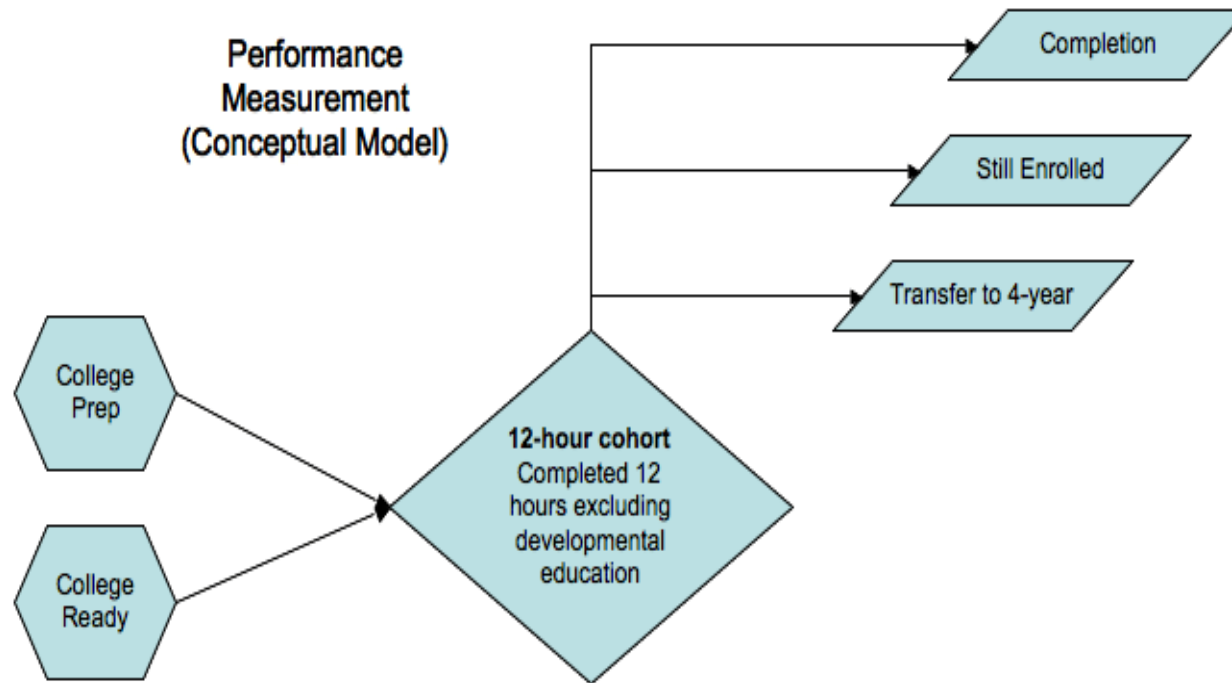 Performance
Measurement
(Conceptual Model)
Completion
Still Enrolled
Transfer to 4-year
College
Prep
College
Ready
12-hour cohort
Completed 12
hours excluding
developmental
education